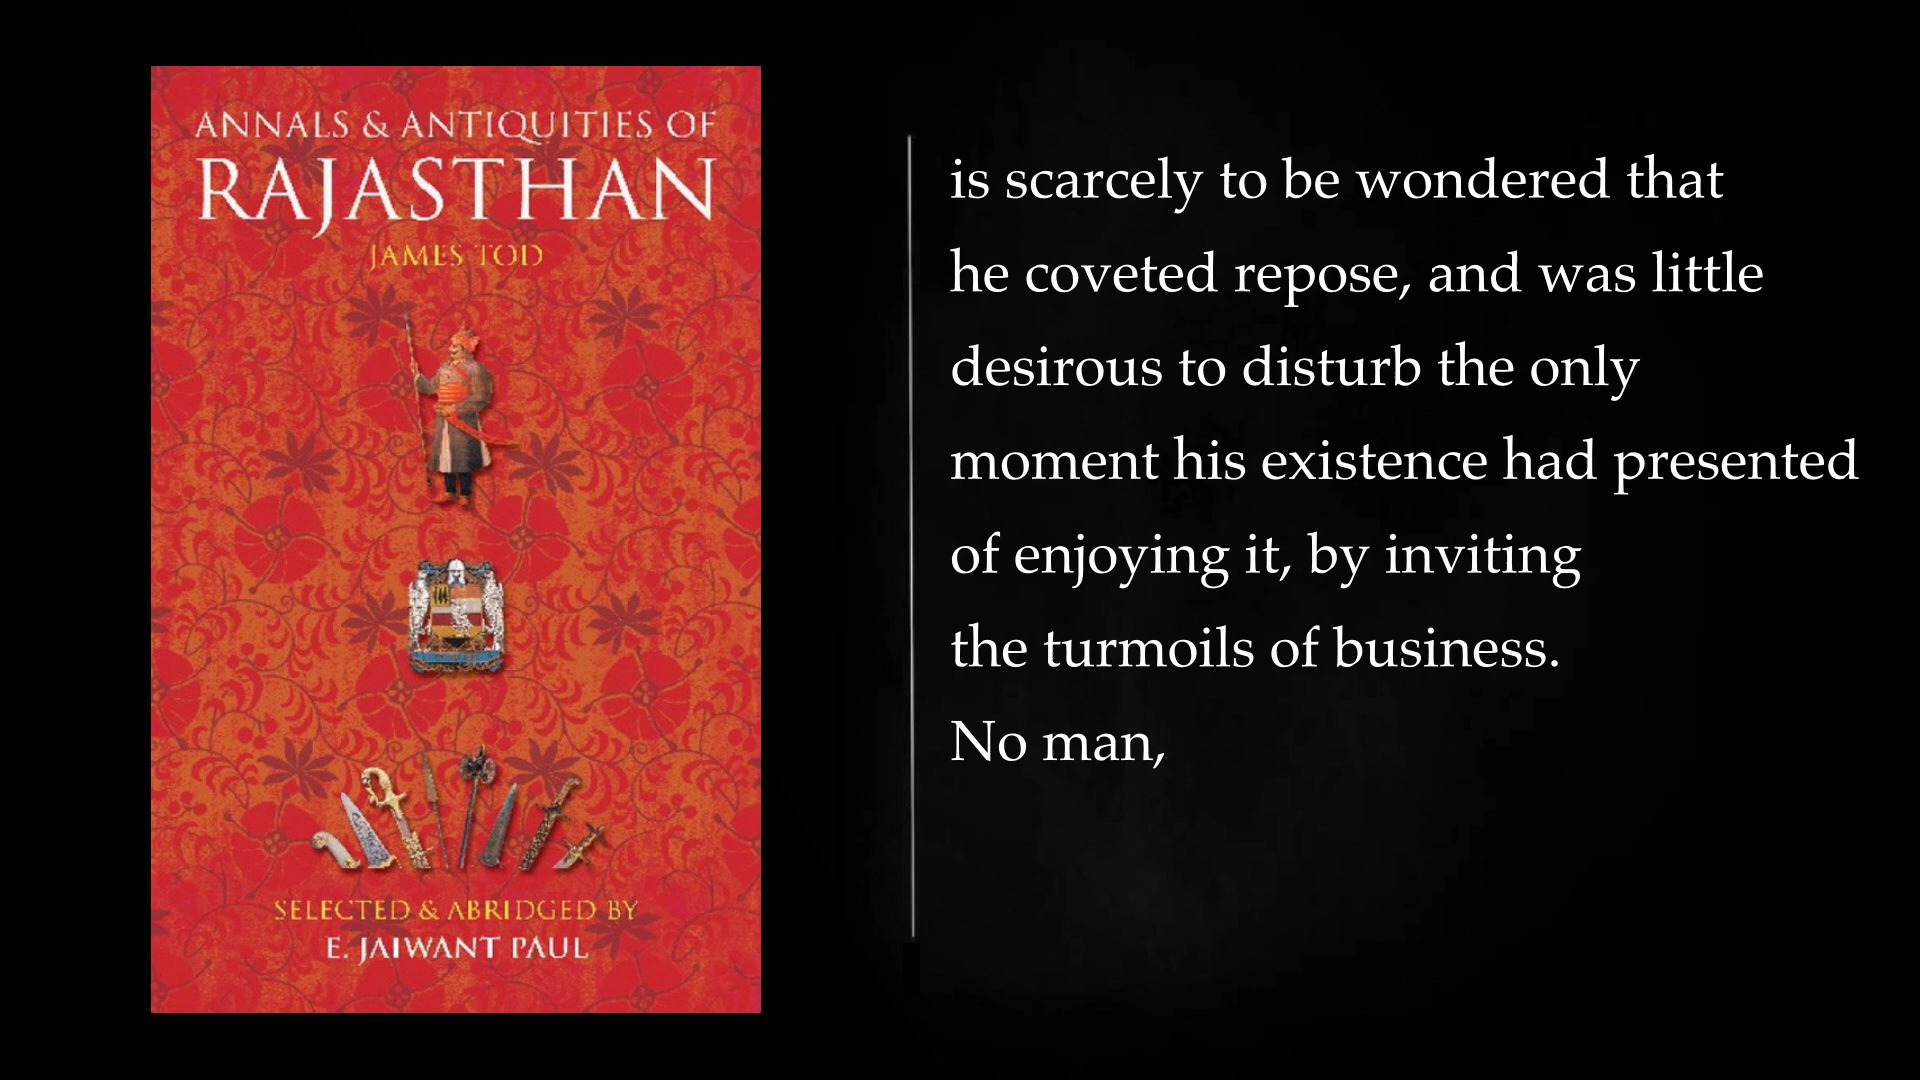 ANNALS & ANTIQUITIES OF
RAJASTHAN
JAMES TOD
SELECTED & ABRIDGED BY
E. JAIWANT PAUL
is scarcely to be wondered that
he coveted repose, and was little
desirous to disturb the only
moment his existence had presented
of enjoying it, by inviting
the turmoils of business.
No man,